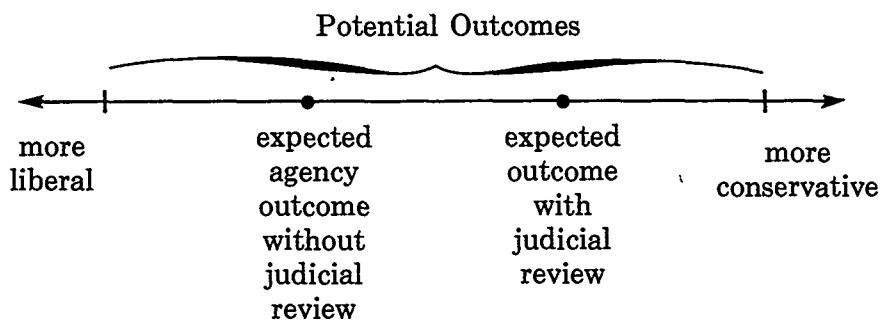 Potential Outcomes
more
liberal
expected
agency
outcome
without
judicial
review
expected
outcome
with
judicial
review
more
conservative